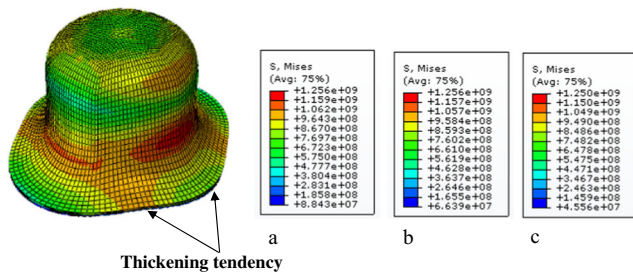 S, Mises
(Avg: 75%)
+1.256e+09
+1.159e+09
+1.062e+09
+9.643e+08
+8.670e+08
+7.697e+08
+6.723e+08
+5.750e+08
+4.777e+08
+3.804e+08
+2.831e+08
+1.858e+08
+8.843e+07
a
S, Mises
(Avg: 75%)
+1.256e+09
+1.157e+09
+1.057e+09
+9.584e+08
+8.593e+08
+7.602e+08
+6.610e+08
+5.619e+08
+4.628e+08
+3.637e+08
+2.646e+08
+1.655e+08
+6.639e+07
b
S, Mises
(Avg: 75%)
+1.250e+09
+1.150e+09
+1.049e+09
+9.490e+08
+8.486e+08
+7.482e+08
+6.478e+08
+5.475e+08
+4.471e+08
+3.467e+08
+2.463e+08
+1.459e+08
+4.556e+07
c
Thickening tendency